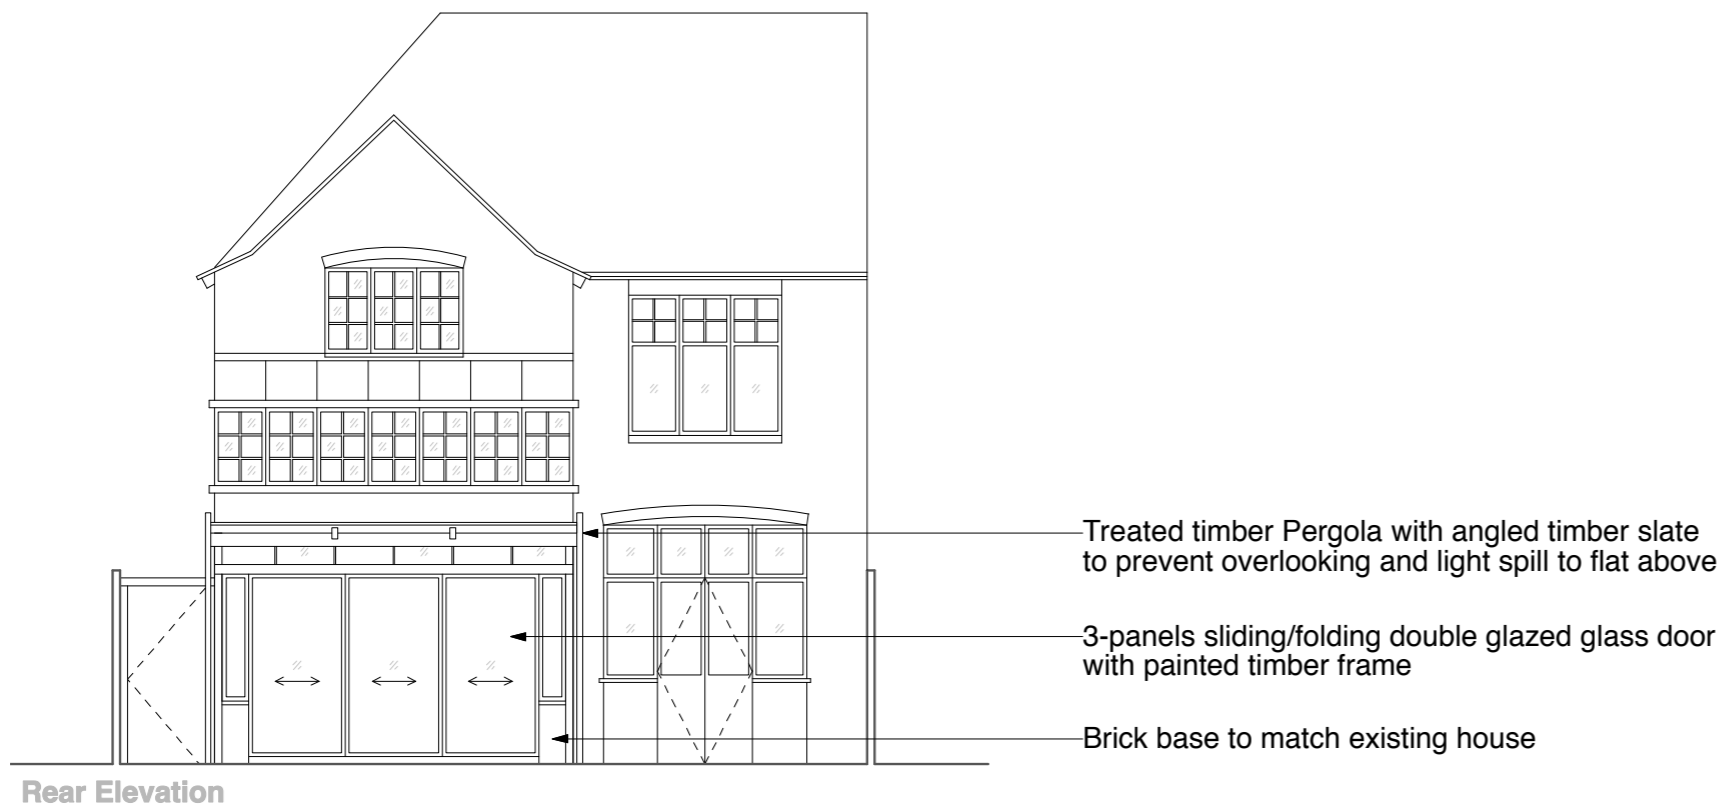 Treated timber Pergola with angled timber slate
to prevent overlooking and light spill to flat above
3-panels sliding/folding double glazed glass door
with painted timber frame
Brick base to match existing house
Rear Elevation